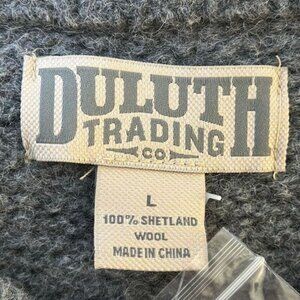 DULUTH
TRADING
CO
L
100% SHETLAND
WOOL
MADE IN CHINA